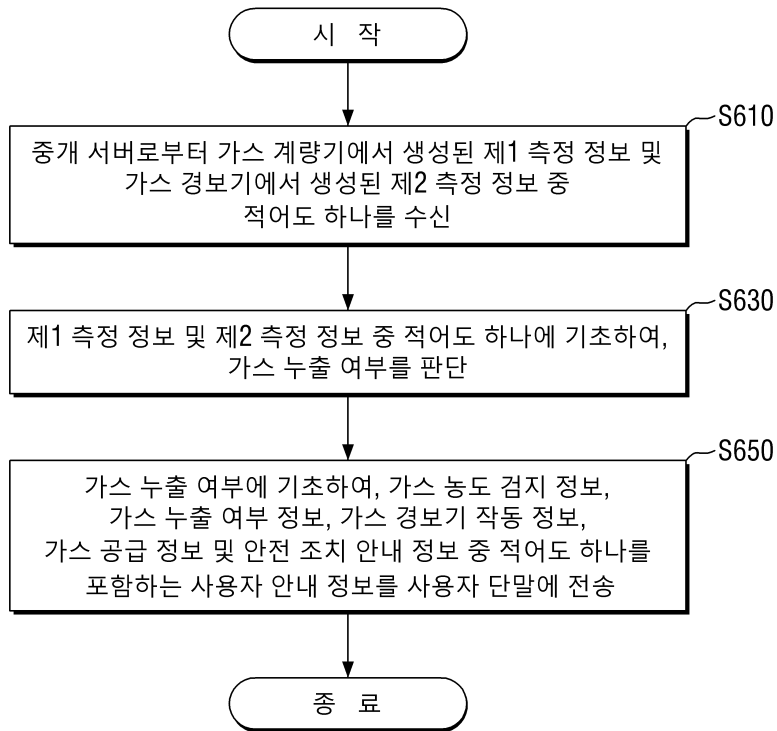 시 작
S610
중개 서버로부터 가스 계량기에서 생성된 제1 측정 정보 및
가스 경보기에서 생성된 제2 측정 정보 중
적어도 하나를 수신
S630
제1 측정 정보 및 제2 측정 정보 중 적어도 하나에 기초하여,
가스 누출 여부를 판단
S650
가스 누출 여부에 기초하여, 가스 농도 검지 정보,
가스 누출 여부 정보, 가스 경보기 작동 정보,
가스 공급 정보 및 안전 조치 안내 정보 중 적어도 하나를
포함하는 사용자 안내 정보를 사용자 단말에 전송
종 료